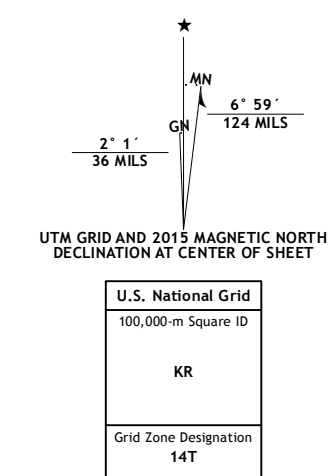 ★
MN
GN
6° 59´
124 MILS
2° 1´
36 MILS
UTM GRID AND 2015 MAGNETIC NORTH
DECLINATION AT CENTER OF SHEET
U.S. National Grid
100,000-m Square ID
KR
Grid Zone Designation
14T